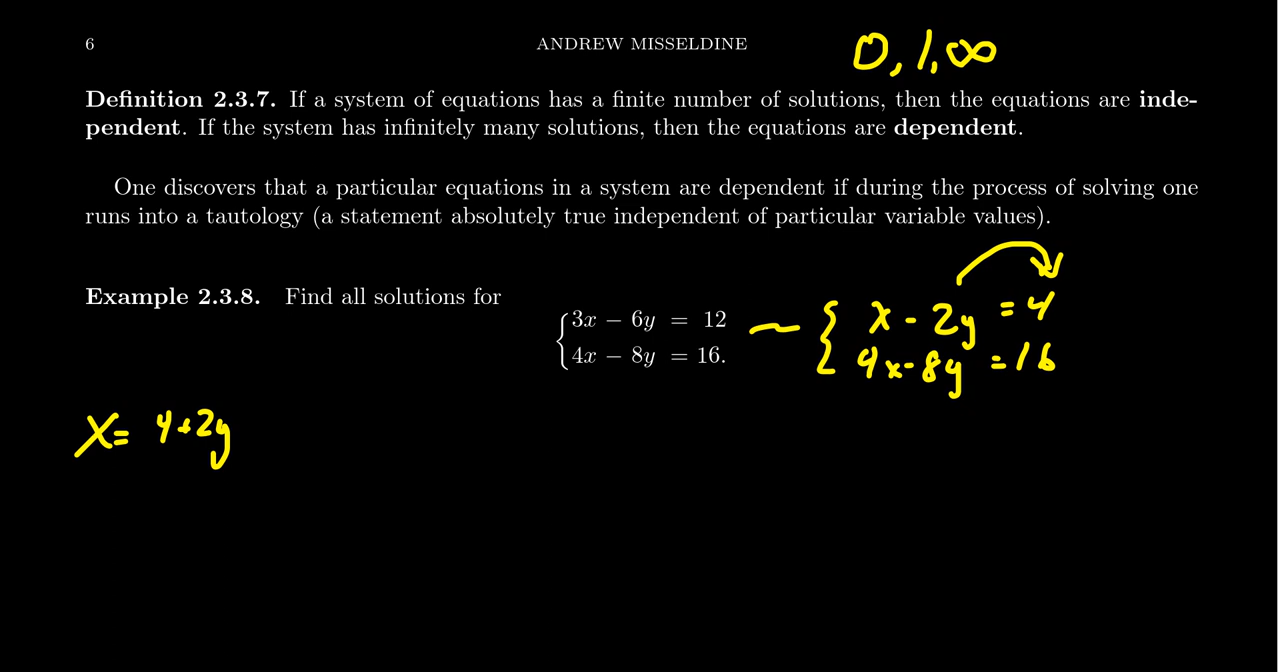 6 ANDREW MISSELDINE 0, 1, ∞
Definition 2.3.7. If a system of equations has a finite number of solutions, then the equations are inde-
pendent. If the system has infinitely many solutions, then the equations are dependent.
One discovers that a particular equations in a system are dependent if during the process of solving one
runs into a tautology (a statement absolutely true independent of particular variable values).
Example 2.3.8. Find all solutions for
{3x − 6y = 12 ~ { x - 2y = 4
4x − 8y = 16. 4x - 8y = 16
x = 4 + 2y